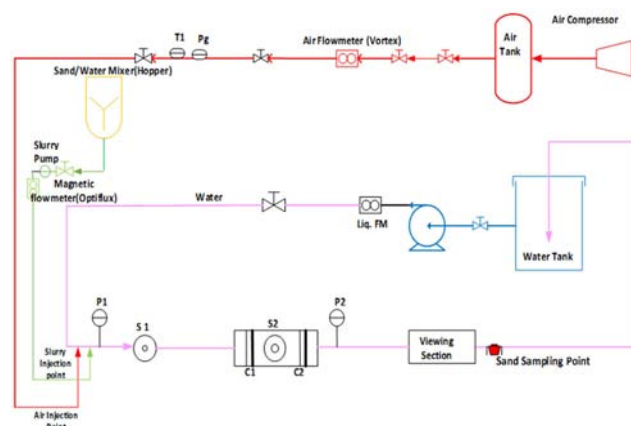 Air Compressor
T1
Pg
Air Flowmeter (Vortex)
Air
Tank
Sand/Water Mixer(Hopper)
Slurry
Pump
Magnetic
flowmeter(Optiflux)
Water
Liq. FM
Water Tank
P1
S 1
S2
P2
C1
C2
Viewing
Section
Sand Sampling Point
Slurry
Injection
point
Air Injection
Point